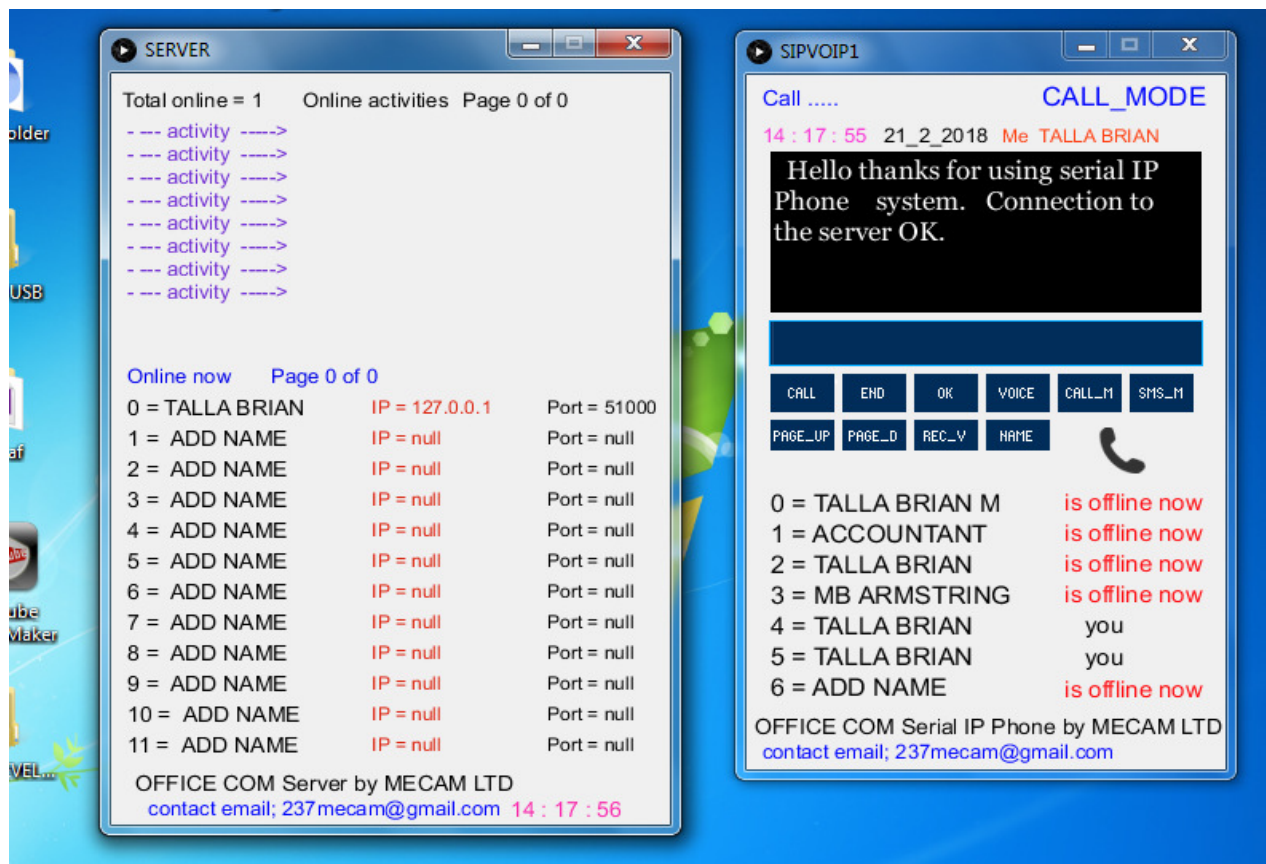 SERVER
Total online = 1 Online activities Page 0 of 0
- --- activity ----->
- --- activity ----->
- --- activity ----->
- --- activity ----->
- --- activity ----->
- --- activity ----->
- --- activity ----->
- --- activity ----->
Online now Page 0 of 0
0 = TALLA BRIAN IP = 127.0.0.1 Port = 51000
1 = ADD NAME IP = null Port = null
2 = ADD NAME IP = null Port = null
3 = ADD NAME IP = null Port = null
4 = ADD NAME IP = null Port = null
5 = ADD NAME IP = null Port = null
6 = ADD NAME IP = null Port = null
7 = ADD NAME IP = null Port = null
8 = ADD NAME IP = null Port = null
9 = ADD NAME IP = null Port = null
10 = ADD NAME IP = null Port = null
11 = ADD NAME IP = null Port = null
OFFICE COM Server by MECAM LTD
contact email; 237mecam@gmail.com 14 : 17 : 56
SIPVOIP1
Call ..... CALL_MODE
14 : 17 : 55 21_2_2018 Me TALLA BRIAN
Hello thanks for using serial IP
Phone system. Connection to
the server OK.
CALL END OK VOICE CALL_M SMS_M
PAGE_UP PAGE_D REC_V NAME
0 = TALLA BRIAN M is offline now
1 = ACCOUNTANT is offline now
2 = TALLA BRIAN is offline now
3 = MB ARMSTRING is offline now
4 = TALLA BRIAN you
5 = TALLA BRIAN you
6 = ADD NAME is offline now
OFFICE COM Serial IP Phone by MECAM LTD
contact email; 237mecam@gmail.com
older
USB
af
ube
Maker
VEL...